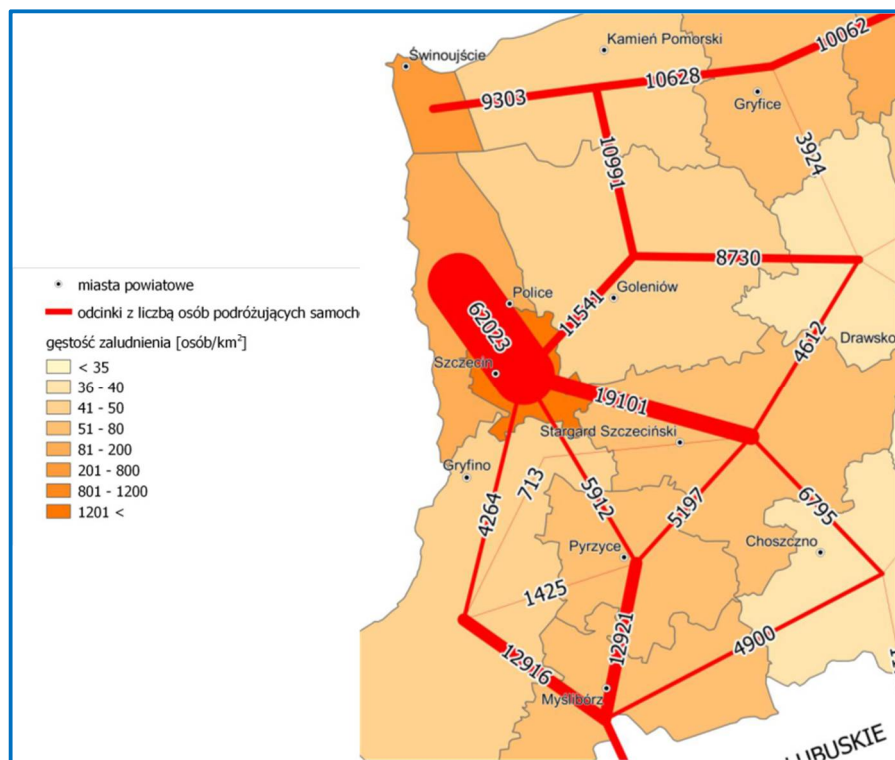 Świnoujście
Kamień Pomorski
10062
9303
10628
Gryfice
10991
3924
miasta powiatowe
odcinki z liczbą osób podróżujących samoch
gęstość zaludnienia [osób/km²]
< 35
36 - 40
41 - 50
51 - 80
81 - 200
201 - 800
801 - 1200
1201 <
8730
Goleniów
Police
11541
62023
4612
Drawsko
Szczecin
19101
Stargard Szczeciński
Gryfino
713
5912
5197
6795
4264
Pyrzyce
Choszczno
1425
12921
4900
12916
Myślibórz
LUBUSKIE